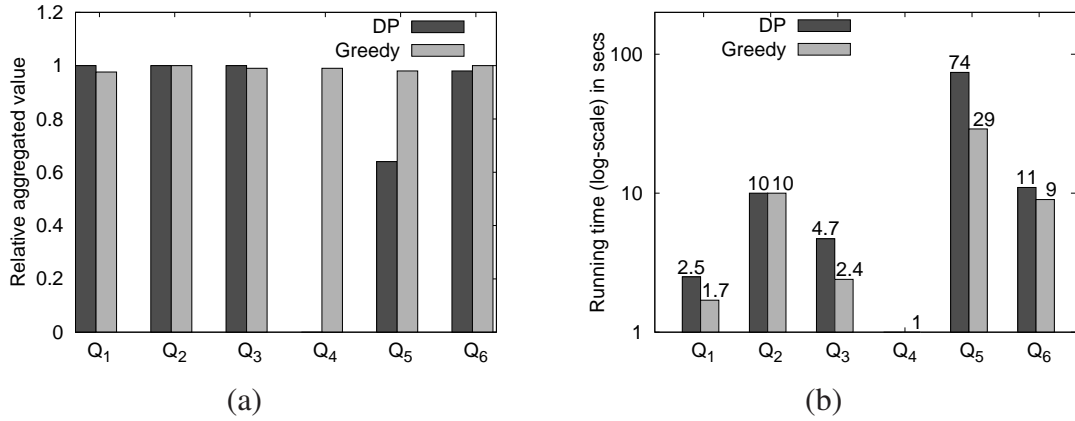 Relative aggregated value
1.2
1
0.8
0.6
0.4
0.2
0
DP
Greedy
Q1 Q2 Q3 Q4 Q5 Q6
(a)
Running time (log-scale) in secs
100
10
1
DP
Greedy
2.5
1.7
10
10
4.7
2.4
1
74
29
11
9
Q1 Q2 Q3 Q4 Q5 Q6
(b)